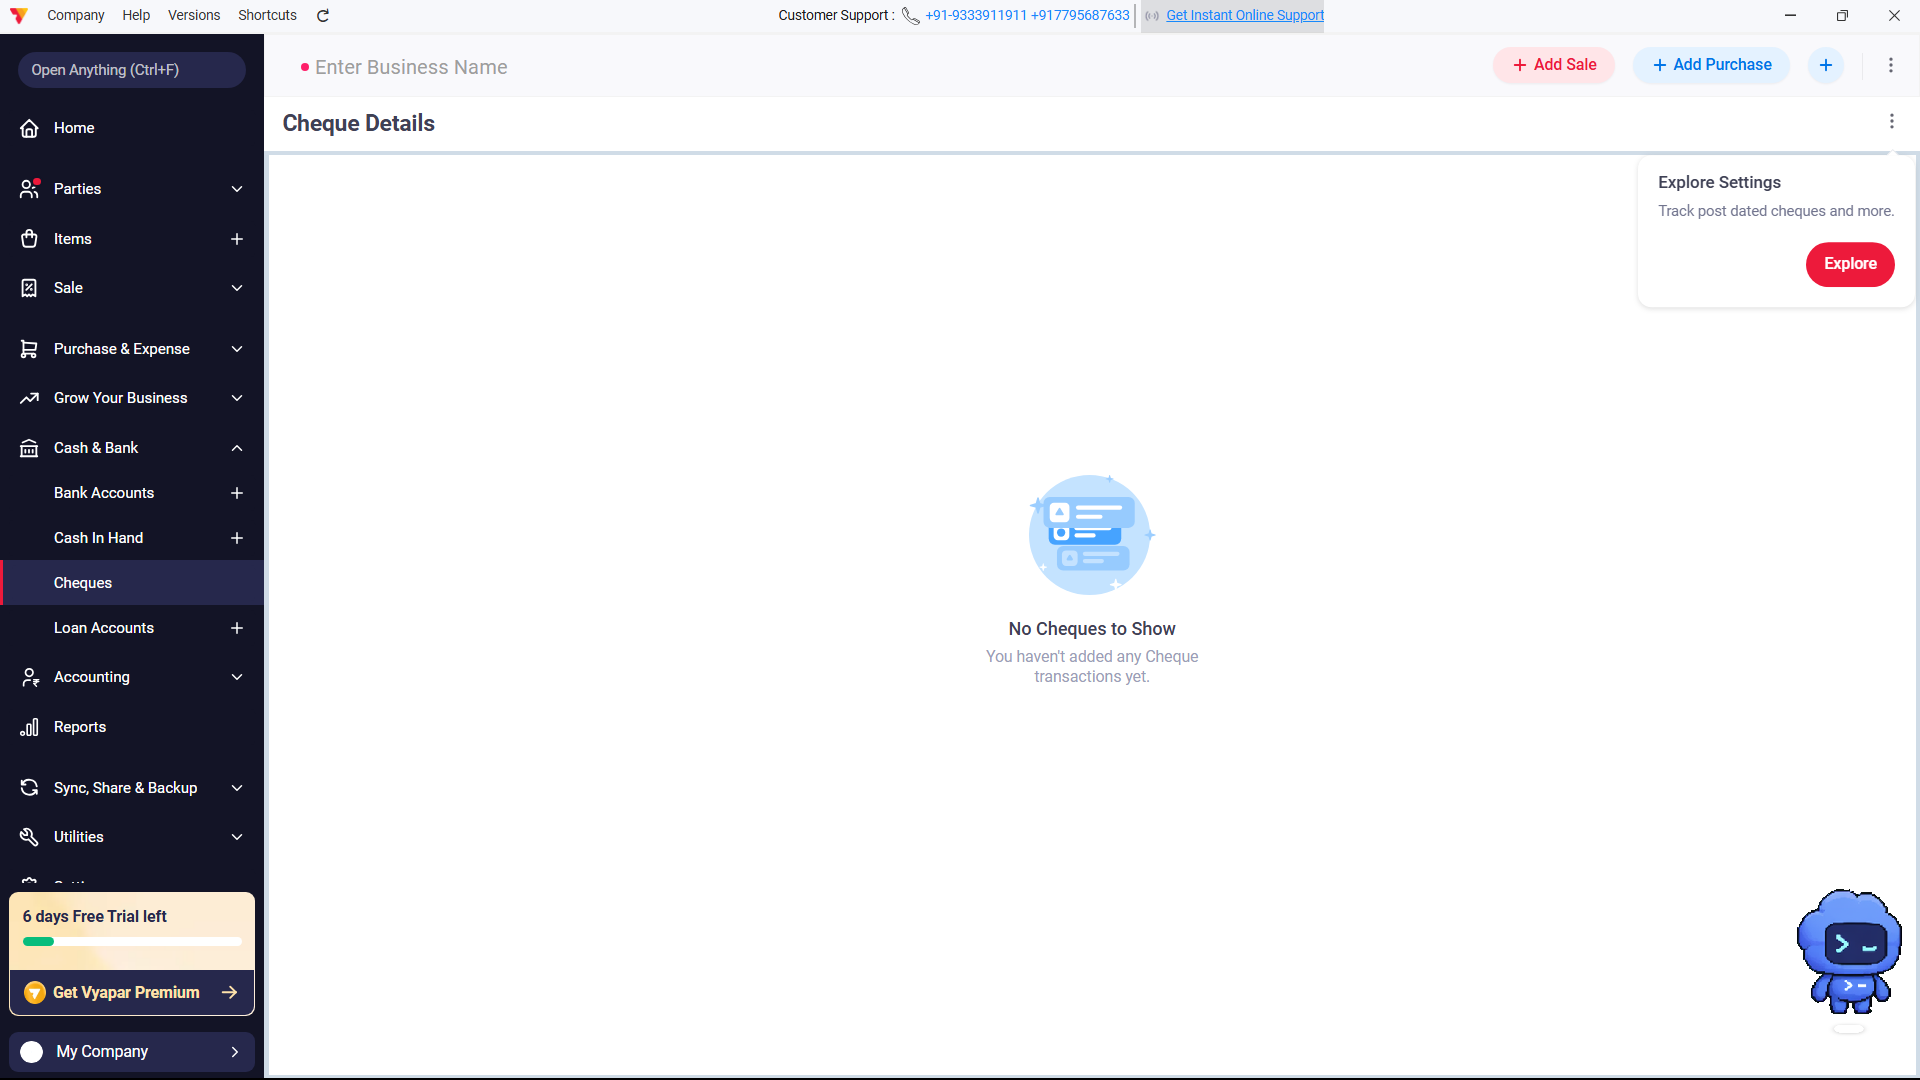 Company Help Versions Shortcuts
Customer Support : +91-9333911911 +917795687633 Get Instant Online Support
Open Anything (Ctrl+F)
Enter Business Name
+ Add Sale
+ Add Purchase
Cheque Details
Home
Parties
Items
Sale
Purchase & Expense
Grow Your Business
Cash & Bank
Bank Accounts
Cash In Hand
Cheques
Loan Accounts
Accounting
Reports
Sync, Share & Backup
Utilities
6 days Free Trial left
Get Vyapar Premium
My Company
Explore Settings
Track post dated cheques and more.
Explore
No Cheques to Show
You haven't added any Cheque
transactions yet.